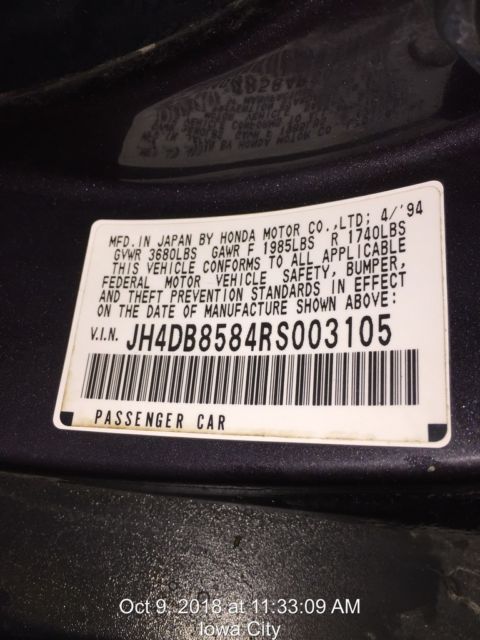 MFD. IN JAPAN BY HONDA MOTOR CO.,LTD; 4/'94
GVWR 3680LBS GAWR F 1985LBS R 1740LBS
THIS VEHICLE CONFORMS TO ALL APPLICABLE
FEDERAL MOTOR VEHICLE SAFETY, BUMPER,
AND THEFT PREVENTION STANDARDS IN EFFECT
ON THE DATE OF MANUFACTURE SHOWN ABOVE:
V.I.N. JH4DB8584RS003105
PASSENGER CAR
Oct 9, 2018 at 11:33:09 AM
Iowa City